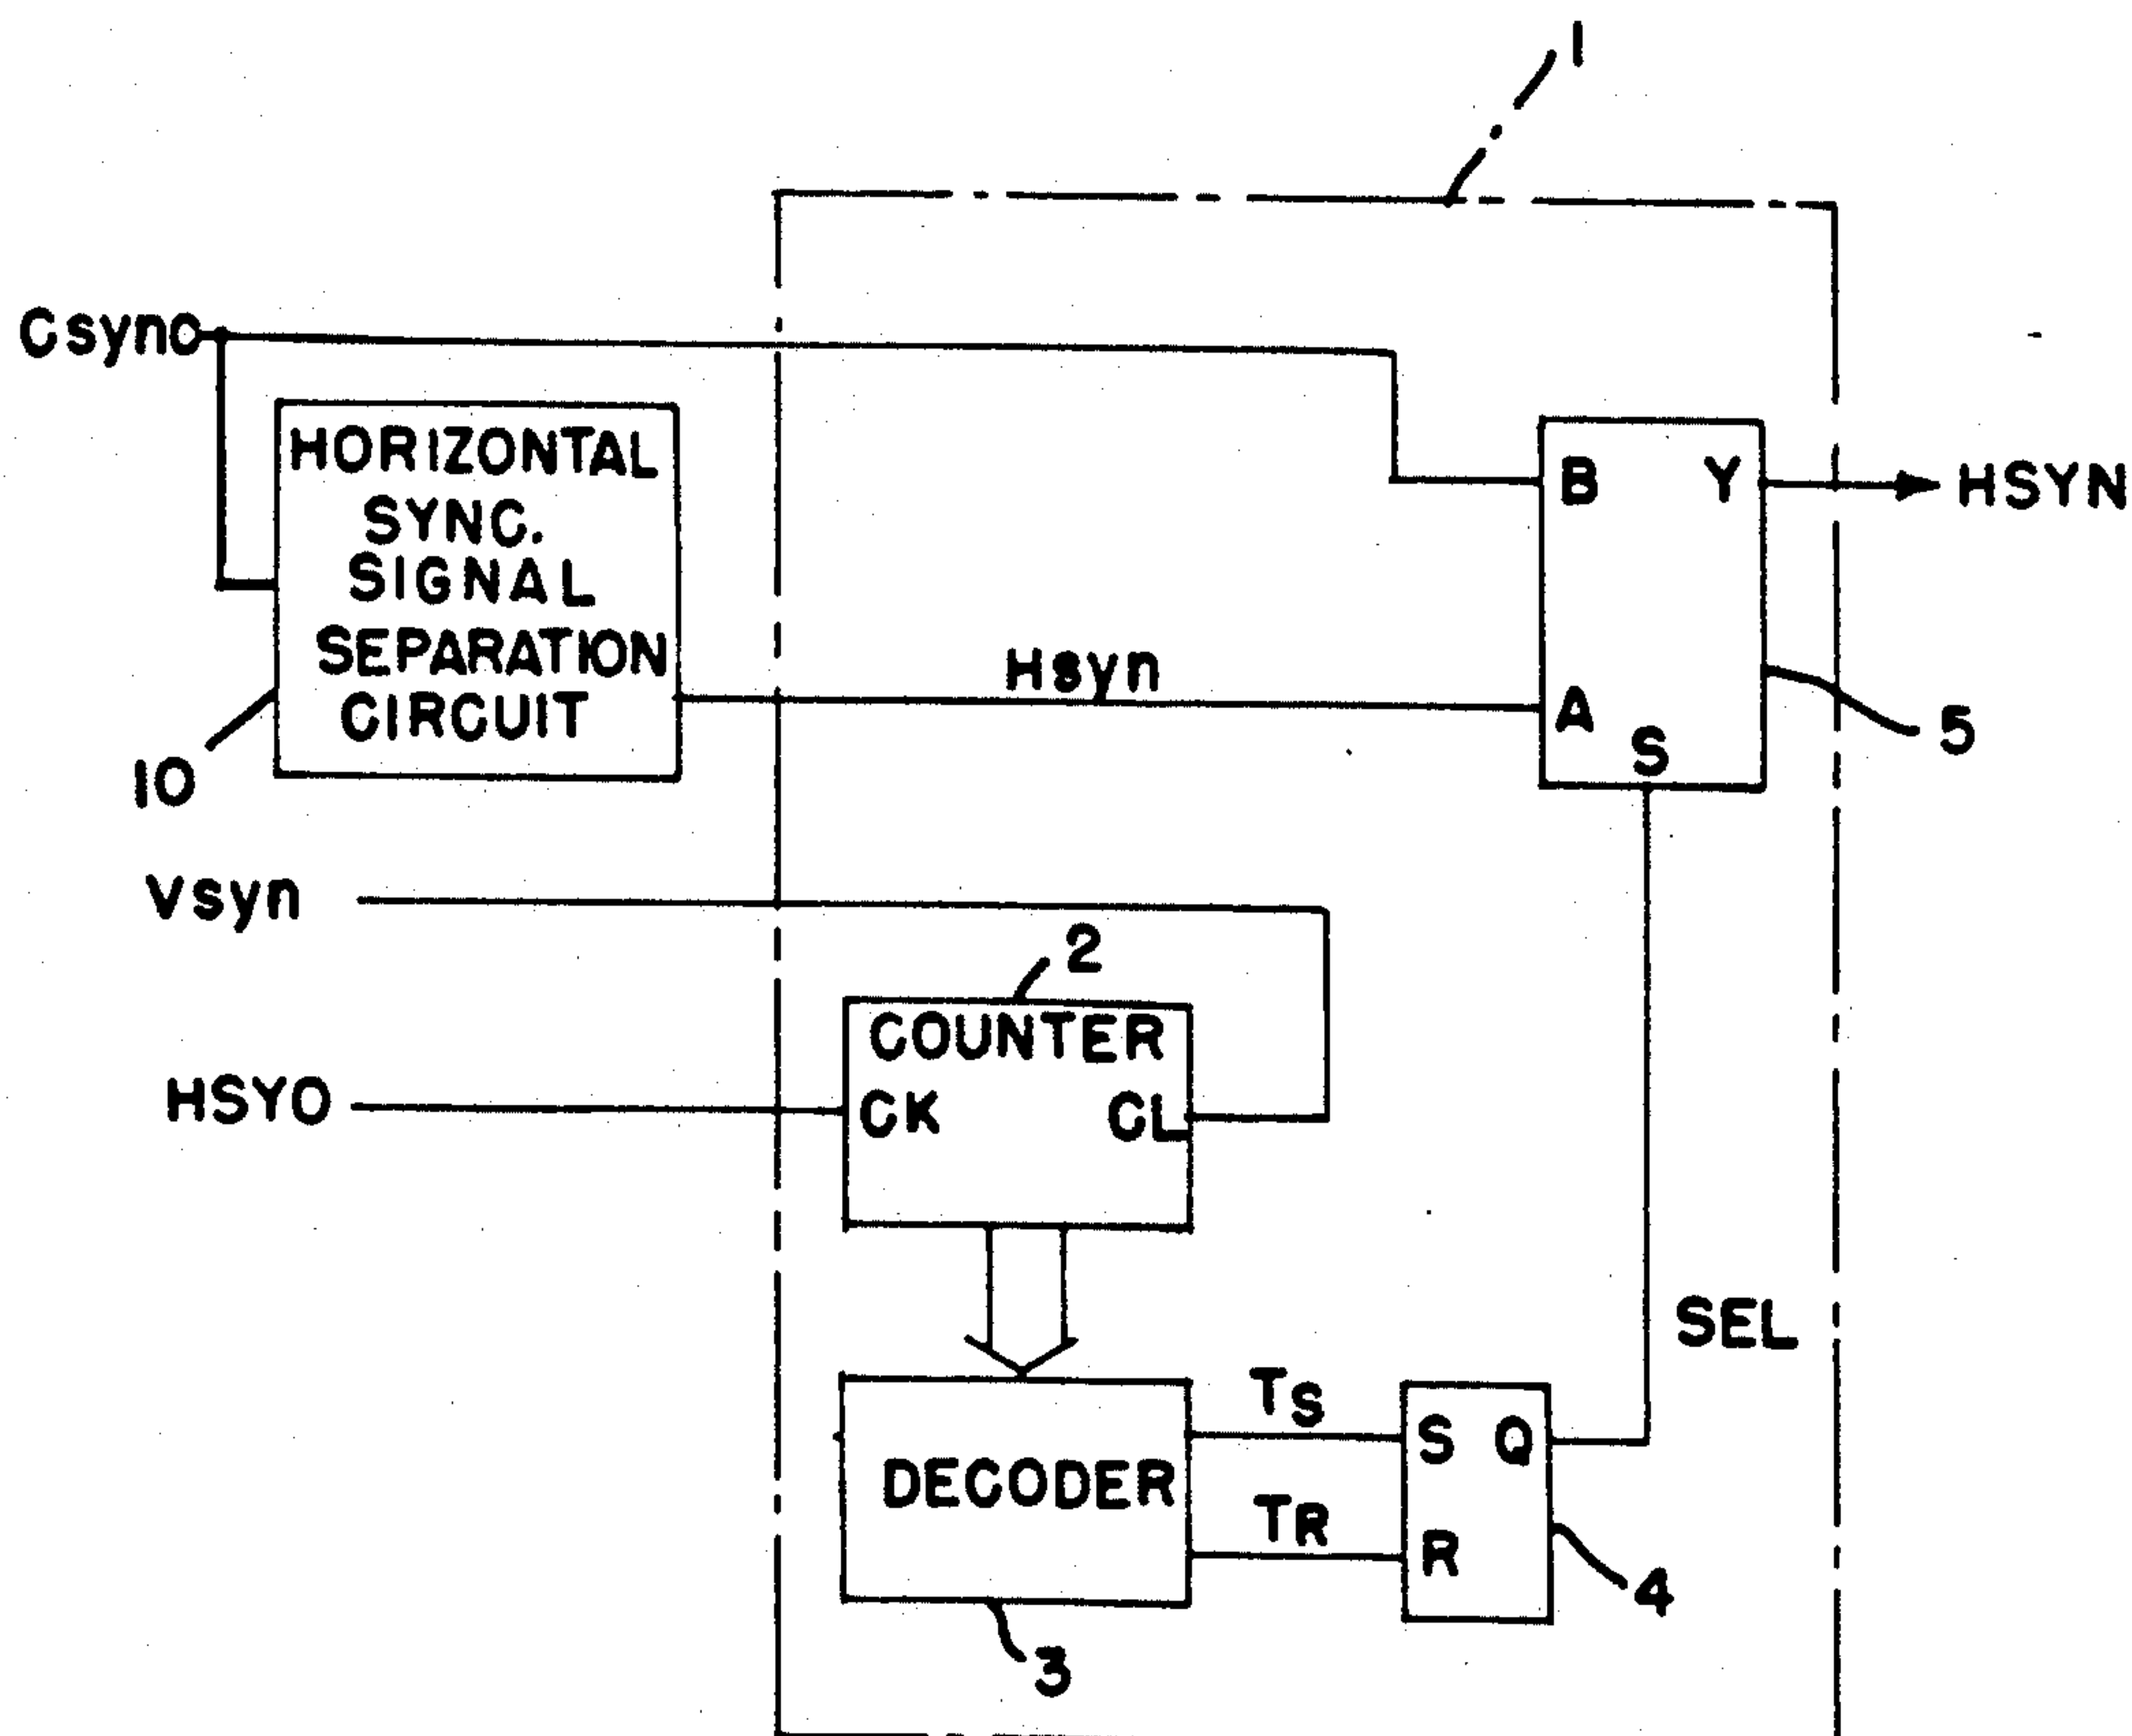 1
Csync
HORIZONTAL
SYNC.
SIGNAL
SEPARATION
CIRCUIT
10
B Y
HSYN
Hsyn
A
S
5
Vsyn
2
COUNTER
HSYO
CK CL
SEL
DECODER
Ts
TR
S Q
R
4
3